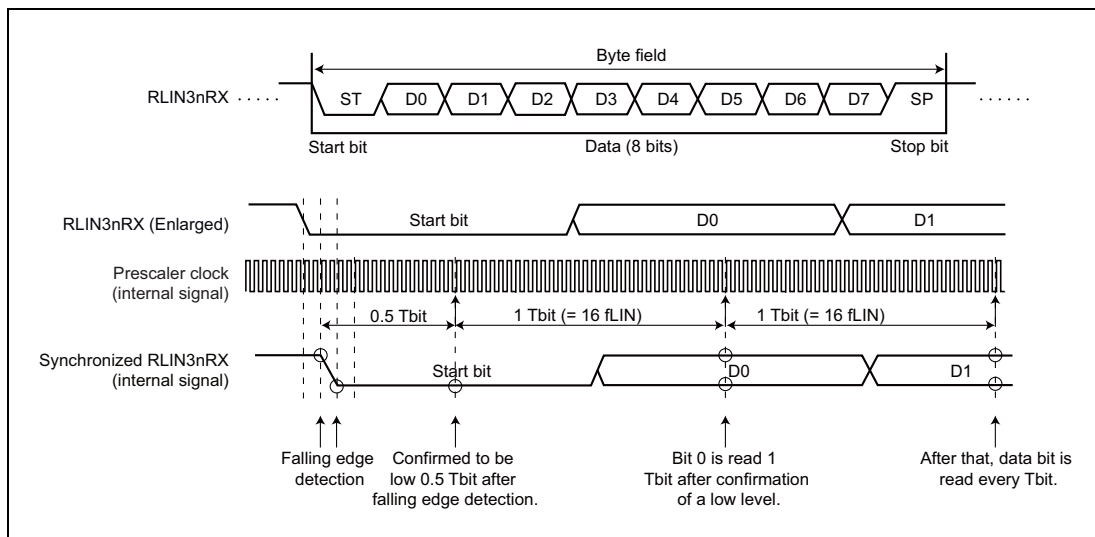 Byte field
RLIN3nRX
ST D0 D1 D2 D3 D4 D5 D6 D7 SP
Start bit Data (8 bits) Stop bit
RLIN3nRX (Enlarged)
Start bit D0 D1
Prescaler clock
(internal signal)
0.5 Tbit 1 Tbit (= 16 fLIN) 1 Tbit (= 16 fLIN)
Synchronized RLIN3nRX
(internal signal)
Start bit D0 D1
Falling edge
detection
Confirmed to be
low 0.5 Tbit after
falling edge detection.
Bit 0 is read 1
Tbit after confirmation
of a low level.
After that, data bit is
read every Tbit.